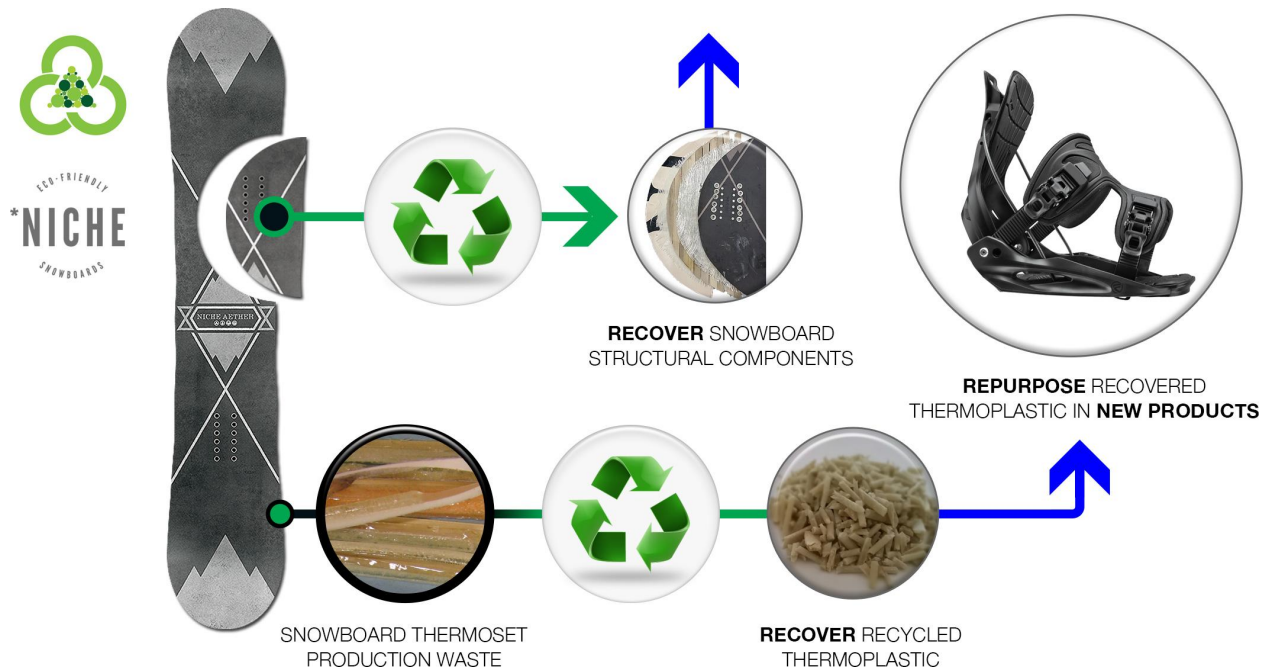 ECO-FRIENDLY
*NICHE
SNOWBOARDS
NICHE AETHER
RECOVER SNOWBOARD
STRUCTURAL COMPONENTS
REPURPOSE RECOVERED
THERMOPLASTIC IN NEW PRODUCTS
SNOWBOARD THERMOSET
PRODUCTION WASTE
RECOVER RECYCLED
THERMOPLASTIC